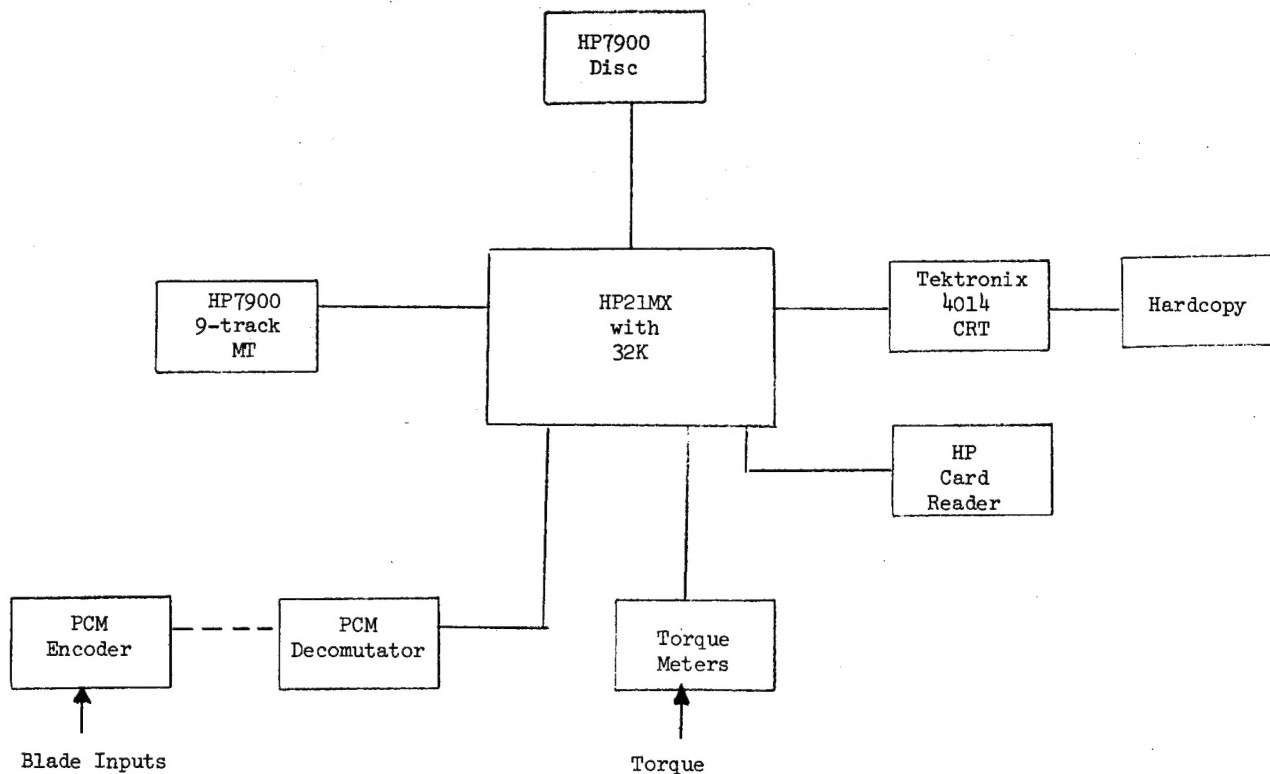 HP7900
Disc
HP7900
9-track
MT
HP21MX
with
32K
Tektronix
4014
CRT
Hardcopy
HP
Card
Reader
PCM
Encoder
PCM
Decomutator
Torque
Meters
Blade Inputs
Torque